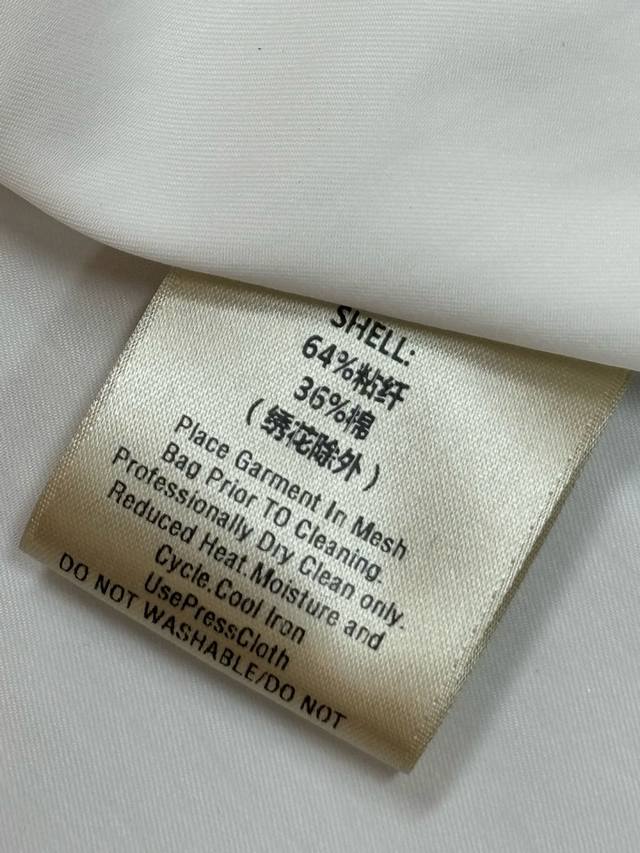 SHELL:
64%粘纤
36%棉
(绣花除外)
Place Garment In Mesh
Bag Prior TO Cleaning.
Professionally Dry Clean only.
Reduced Heat.Moisture and
Cycle.Cool Iron
UsePressCloth
DO NOT WASHABLE/DO NOT